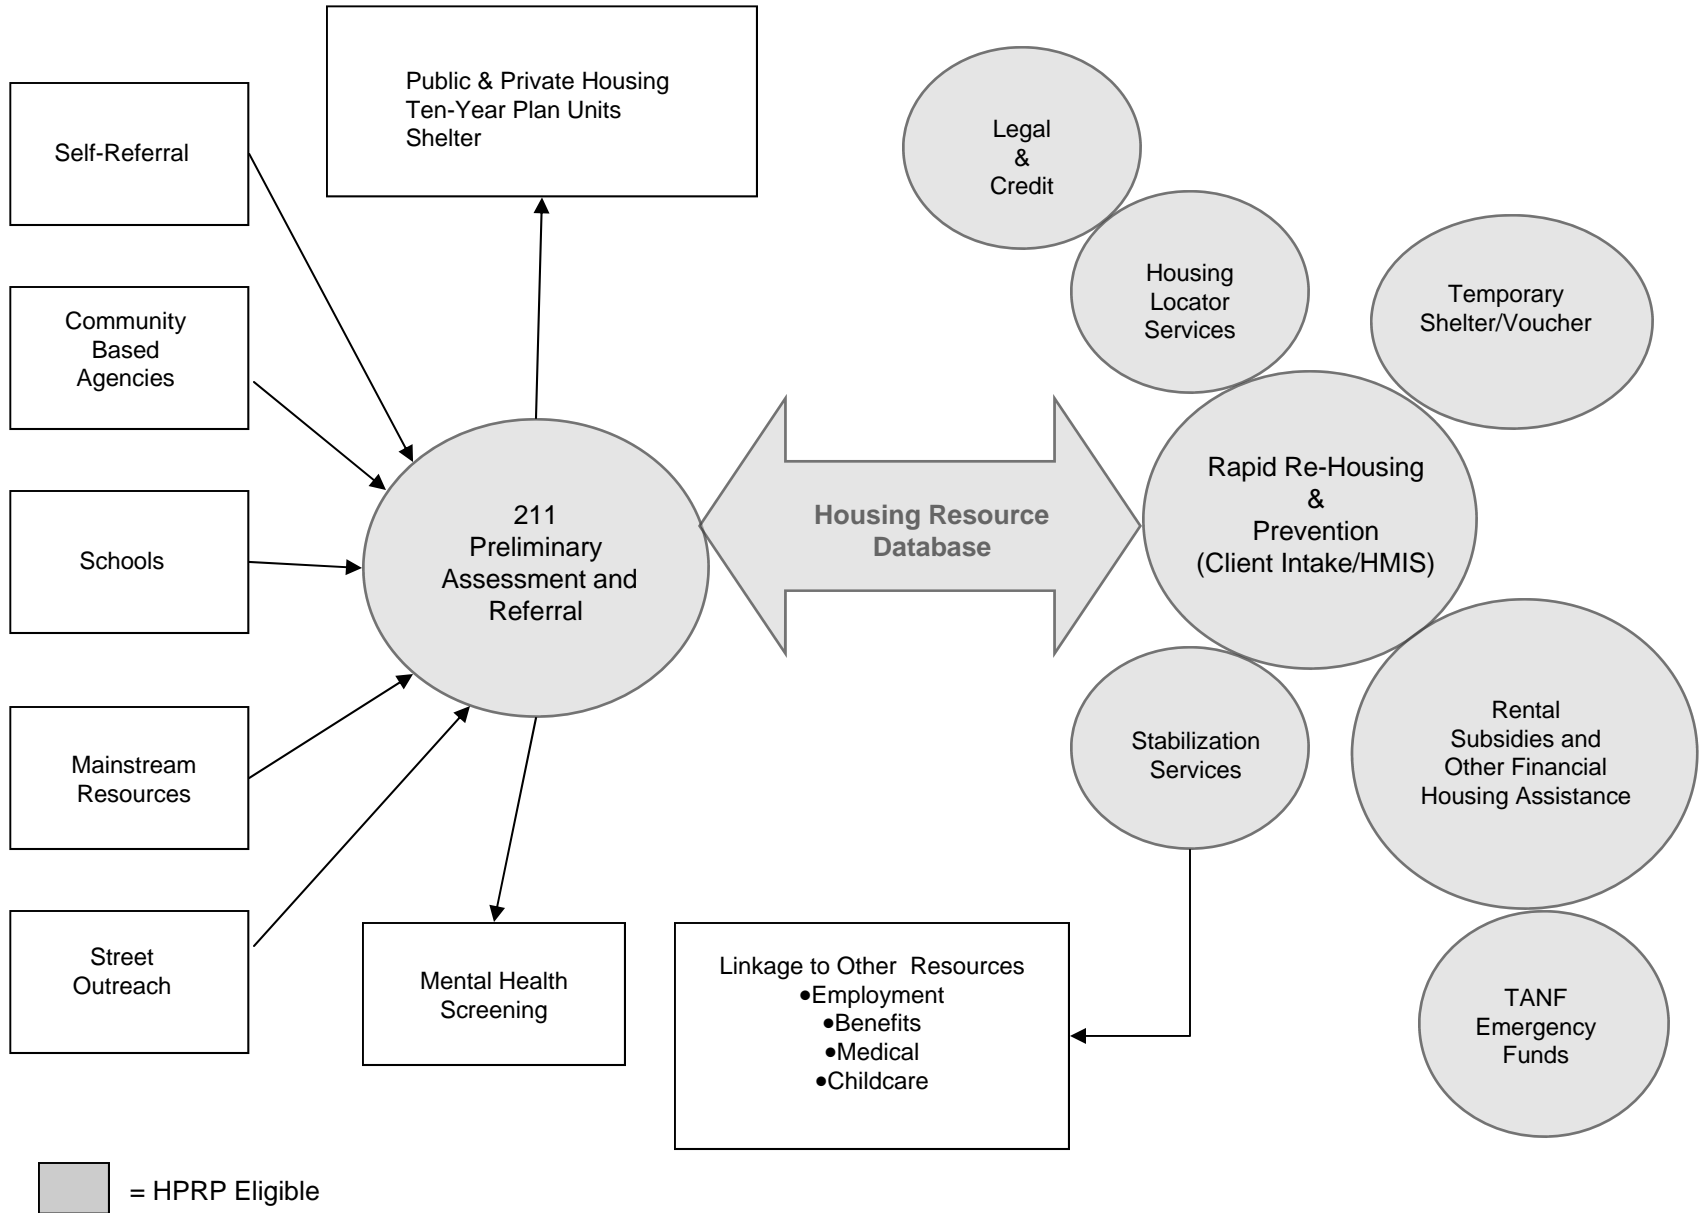 Public & Private Housing
Ten-Year Plan Units
Shelter
Self-Referral
Community
Based
Agencies
Schools
Mainstream
Resources
Street
Outreach
211
Preliminary
Assessment and
Referral
Mental Health
Screening
Housing Resource
Database
Legal
&
Credit
Housing
Locator
Services
Temporary
Shelter/Voucher
Rapid Re-Housing
&
Prevention
(Client Intake/HMIS)
Stabilization
Services
Rental
Subsidies and
Other Financial
Housing Assistance
TANF
Emergency
Funds
Linkage to Other  Resources
•Employment
•Benefits
•Medical
•Childcare
= HPRP Eligible